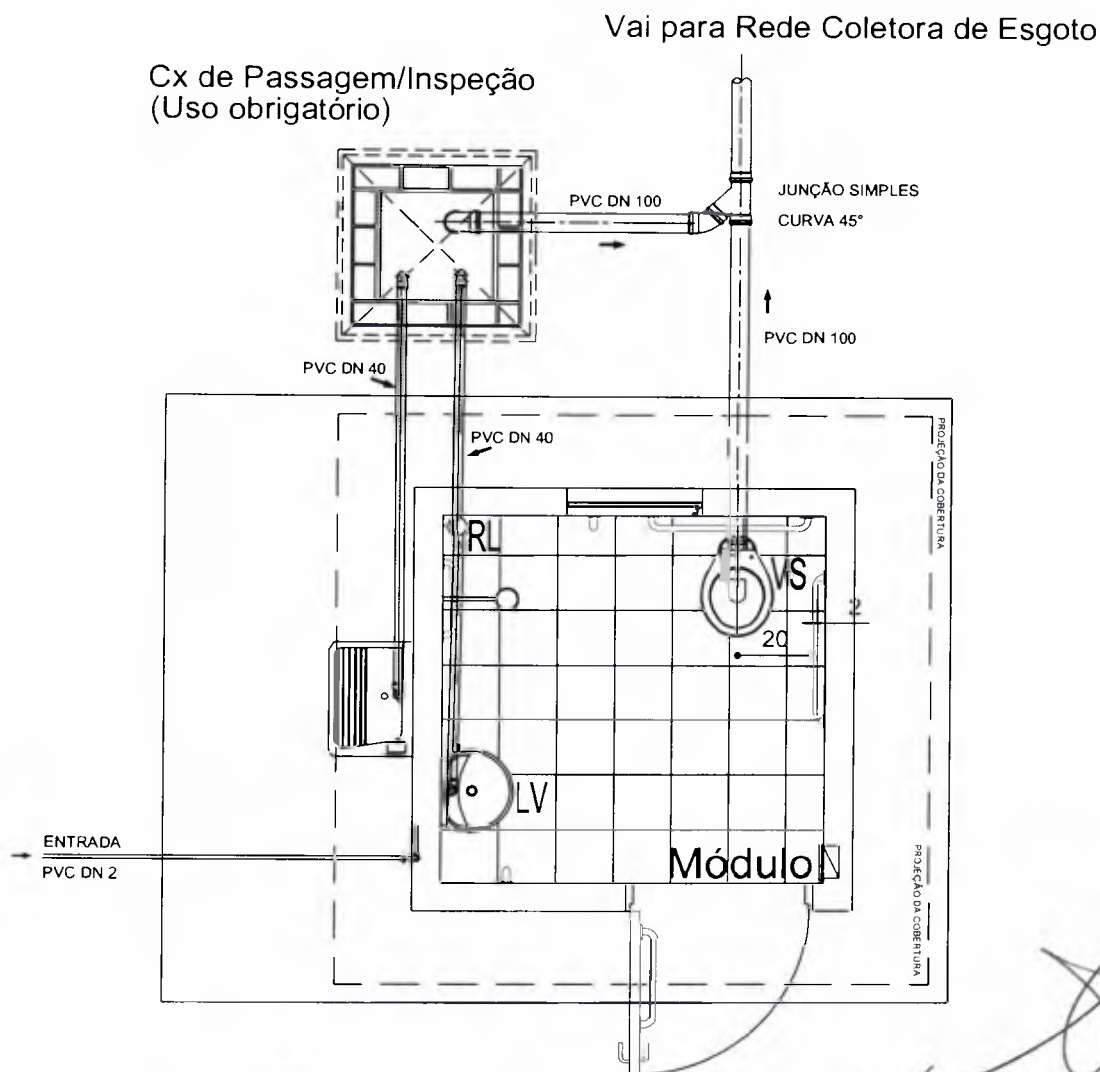 Vai para Rede Coletora de Esgoto
Cx de Passagem/Inspeção
(Uso obrigatório)
PVC DN 100
JUNÇÃO SIMPLES
CURVA 45°
PVC DN 100
PVC DN 40
PVC DN 40
PROJEÇÃO DA COBERTURA
RL
VS
2
20
LV
ENTRADA
PVC DN 2
Módulo
PROJEÇÃO DA COBERTURA